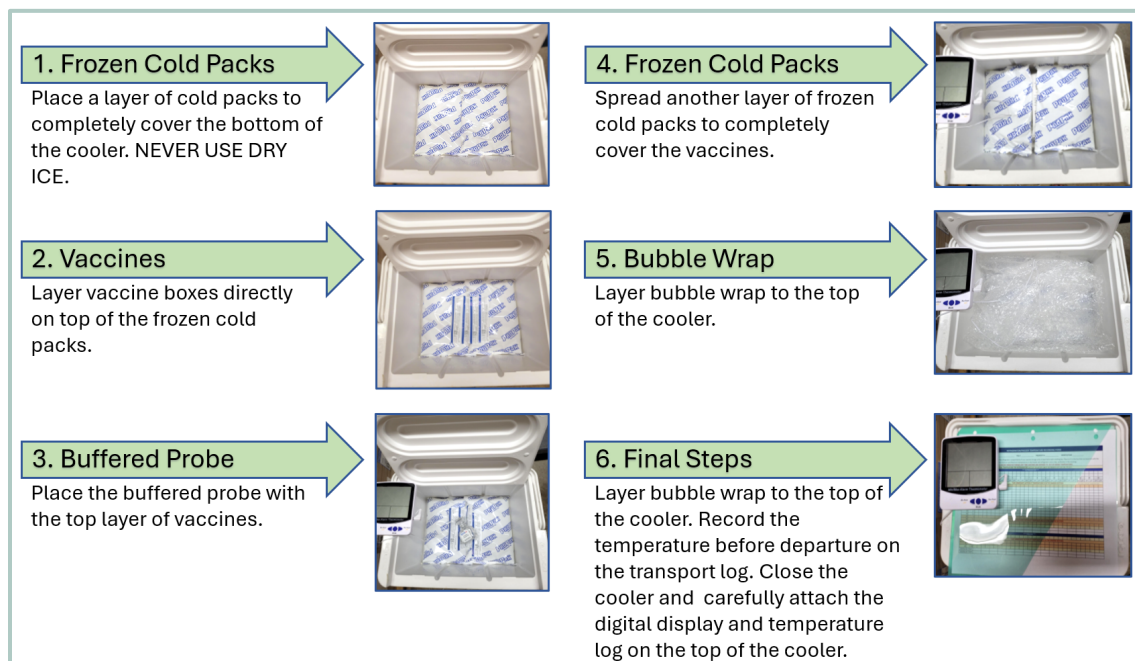 1. Frozen Cold Packs
Place a layer of cold packs to
completely cover the bottom of
the cooler. NEVER USE DRY
ICE.
2. Vaccines
Layer vaccine boxes directly
on top of the frozen cold
packs.
3. Buffered Probe
Place the buffered probe with
the top layer of vaccines.
4. Frozen Cold Packs
Spread another layer of frozen
cold packs to completely
cover the vaccines.
5. Bubble Wrap
Layer bubble wrap to the top
of the cooler.
6. Final Steps
Layer bubble wrap to the top of
the cooler. Record the
temperature before departure on
the transport log. Close the
cooler and  carefully attach the
digital display and temperature
log on the top of the cooler.